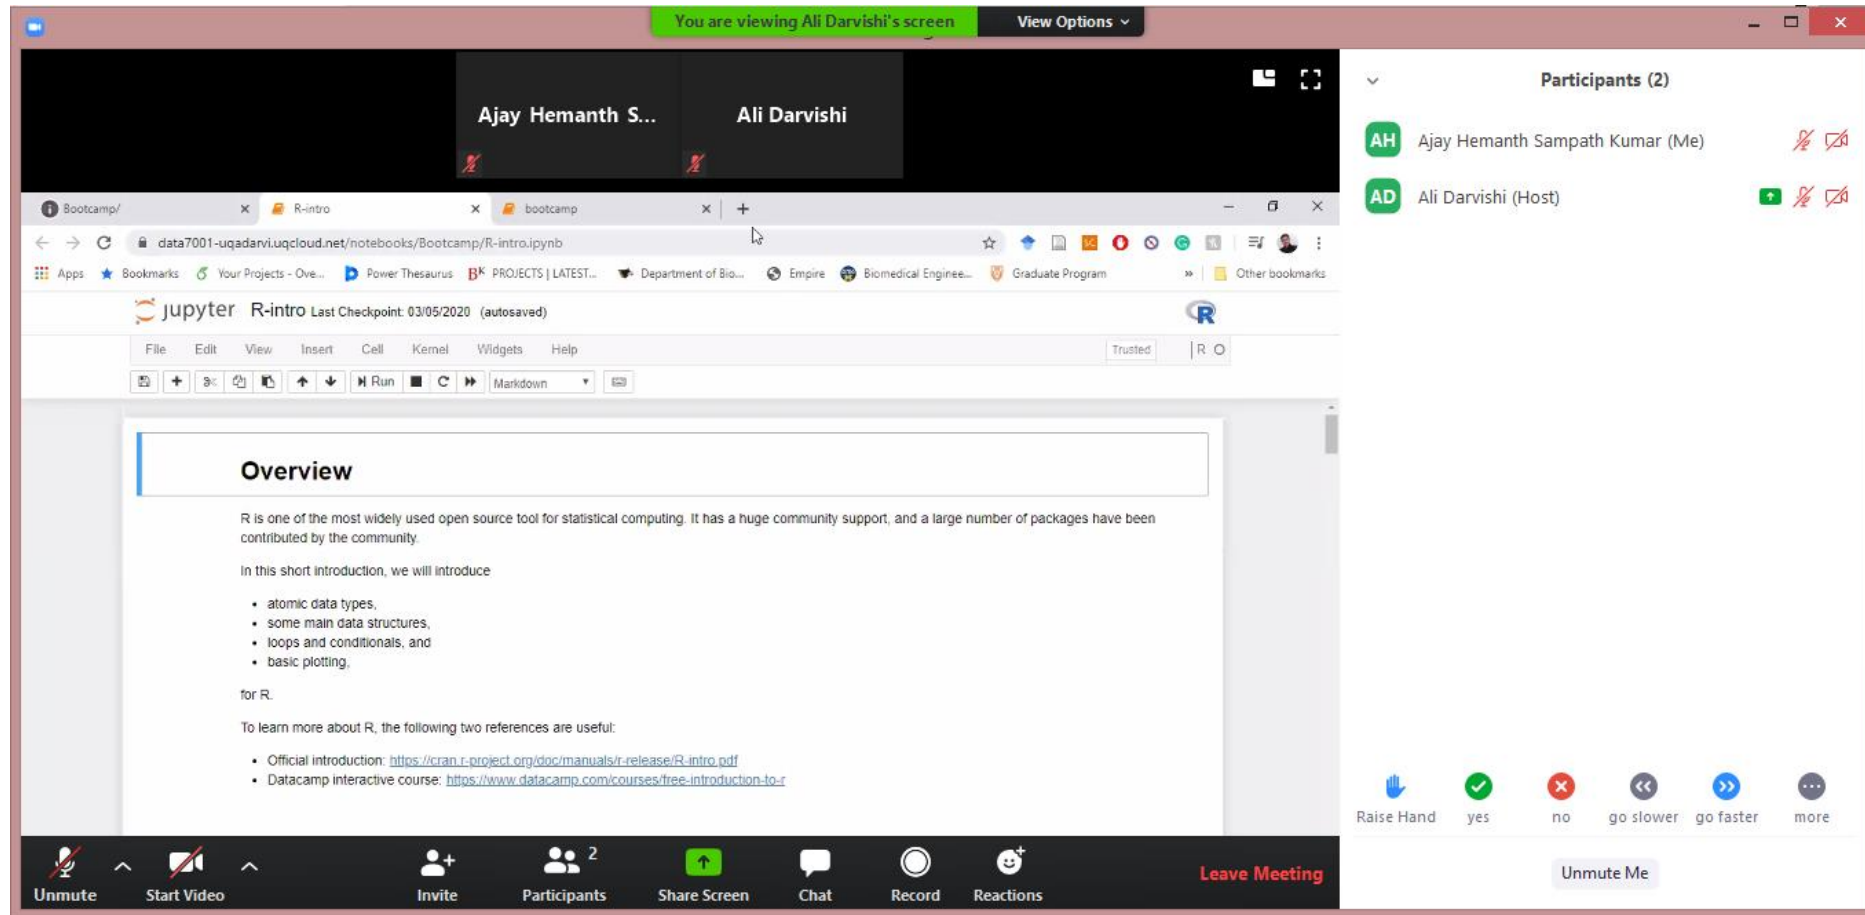 You are viewing Ali Darvishi's screen
View Options
Ajay Hemanth S...
Ali Darvishi
Participants (2)
AH Ajay Hemanth Sampath Kumar (Me)
AD Ali Darvishi (Host)
Bootcamp/
R-intro
bootcamp
data7001-uqadarvi.uqcloud.net/notebooks/Bootcamp/R-intro.ipynb
Apps
Bookmarks
Your Projects - Ove...
Power Thesaurus
BK PROJECTS | LATEST...
Department of Bio...
Empire
Biomedical Enginee...
Graduate Program
»
Other bookmarks
jupyter R-intro Last Checkpoint: 03/05/2020 (autosaved)
R
File Edit View Insert Cell Kernel Widgets Help
Trusted
R
Run
Markdown
Overview
R is one of the most widely used open source tool for statistical computing. It has a huge community support, and a large number of packages have been
contributed by the community.
In this short introduction, we will introduce
• atomic data types,
• some main data structures,
• loops and conditionals, and
• basic plotting,
for R.
To learn more about R, the following two references are useful:
• Official introduction: https://cran.r-project.org/doc/manuals/r-release/R-intro.pdf
• Datacamp interactive course: https://www.datacamp.com/courses/free-introduction-to-r
Raise Hand
yes
no
go slower
go faster
more
Unmute Me
Unmute
Start Video
Invite
2
Participants
Share Screen
Chat
Record
Reactions
Leave Meeting